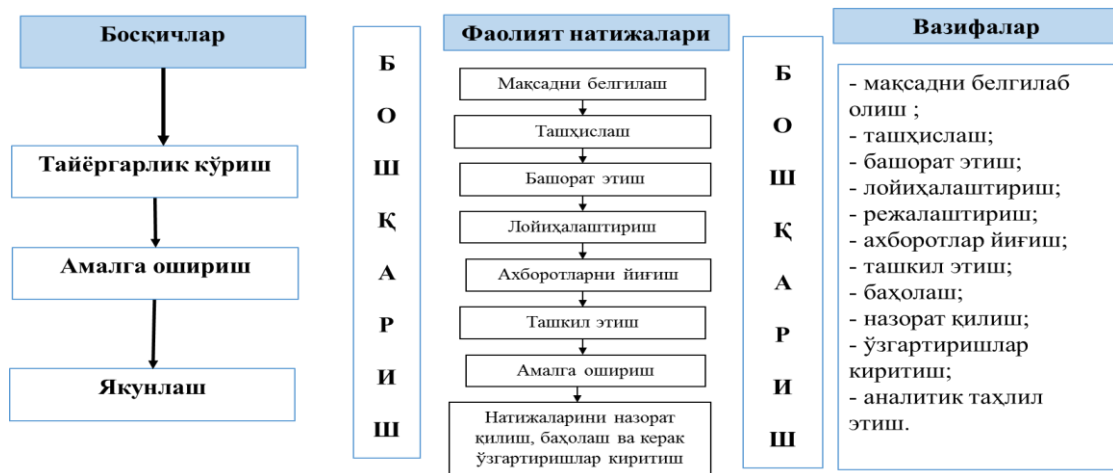 Босқичлар
Тайёргарлик кўриш
Амалга ошириш
Якунлаш
Б
О
Ш
Қ
А
Р
И
Ш
Фаолият натижалари
Мақсадни белгилаш
Ташҳислаш
Башорат этиш
Лойиҳалаштириш
Ахборотларни йиғиш
Ташкил этиш
Амалга ошириш
Натижаларини назорат
қилиш, баҳолаш ва керак
ўзгартиришлар киритиш
Б
О
Ш
Қ
А
Р
И
Ш
Вазифалар
- мақсадни белгилаб
олиш ;
- ташҳислаш;
- башорат этиш;
- лойиҳалаштириш;
- режалаштириш;
- ахборотлар йиғиш;
- ташкил этиш;
- баҳолаш;
- назорат қилиш;
- ўзгартиришлар
киритиш;
- аналитик таҳлил
этиш.